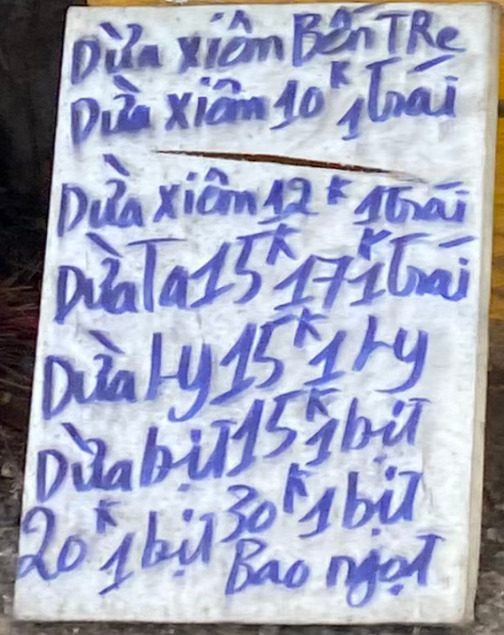 Dừa xiêm Bến TRe
Dừa xiêm 10k 1 trái
Dừa xiêm 12k 1 trái
Dừa Ta 15k 17k 1 trái
Dừa Ly 15k 1 Ly
Dừa bịt 15k 1 bịt
20k 1 bịt 30k 1 bịt
Bao ngọt